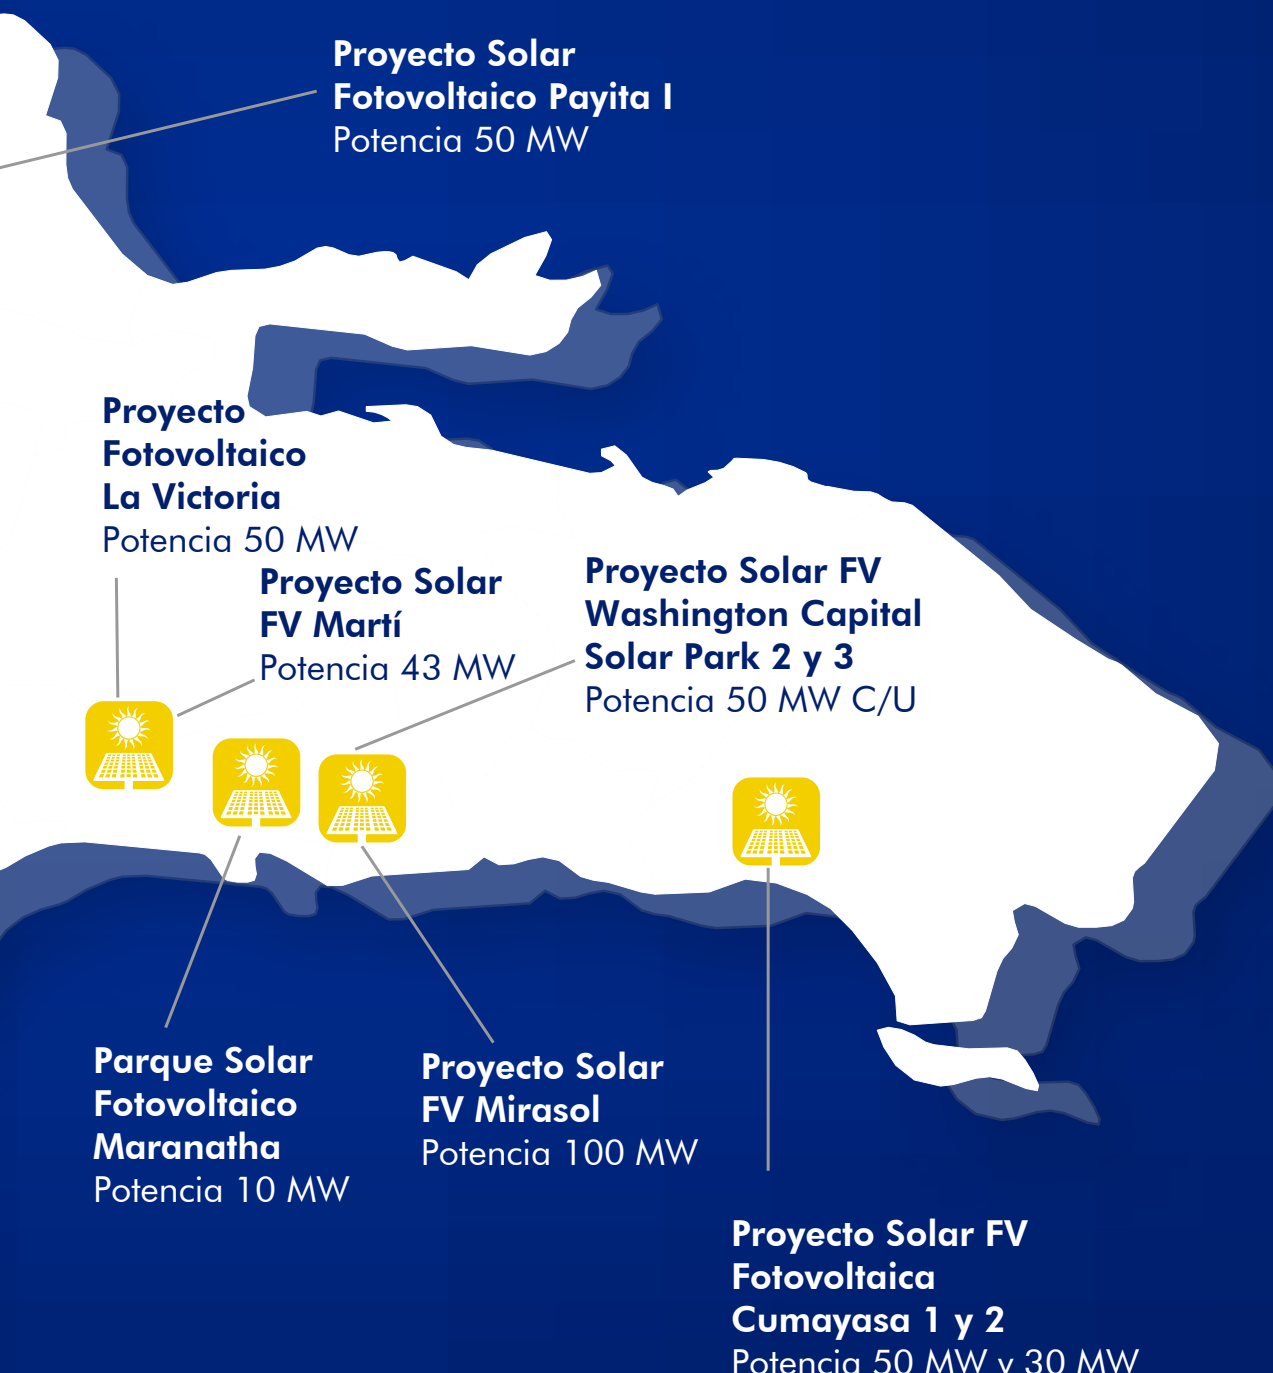 Proyecto Solar
Fotovoltaico Payita I
Potencia 50 MW
Proyecto
Fotovoltaico
La Victoria
Potencia 50 MW
Proyecto Solar
FV Martí
Potencia 43 MW
Proyecto Solar FV
Washington Capital
Solar Park 2 y 3
Potencia 50 MW C/U
Parque Solar
Fotovoltaico
Maranatha
Potencia 10 MW
Proyecto Solar
FV Mirasol
Potencia 100 MW
Proyecto Solar FV
Fotovoltaica
Cumayasa 1 y 2
Potencia 50 MW y 30 MW